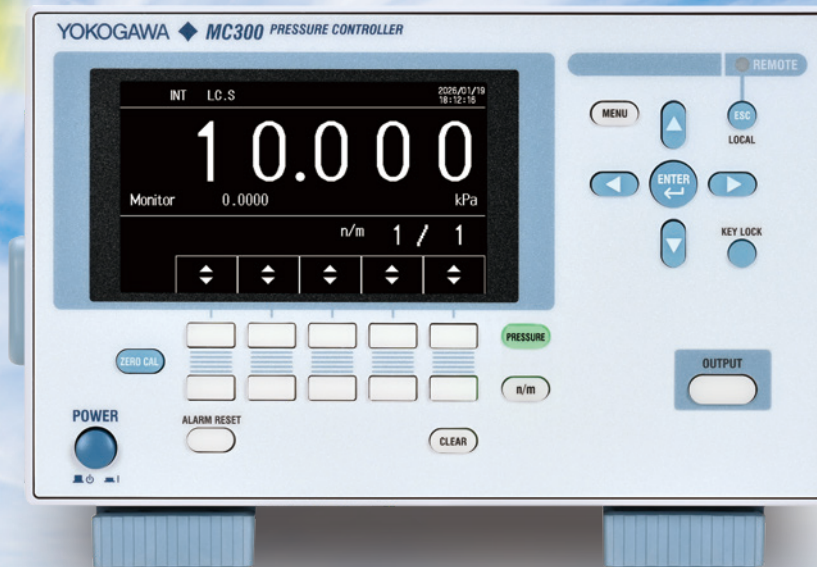 YOKOGAWA ◆ MC300 PRESSURE CONTROLLER
REMOTE
INT LC.S 2026/01/19
18:12:16
10.000
Monitor 0.0000 kPa
n/m 1 / 1
MENU
ESC
LOCAL
ENTER
KEY LOCK
ZERO CAL
PRESSURE
n/m
OUTPUT
POWER
ALARM RESET
CLEAR